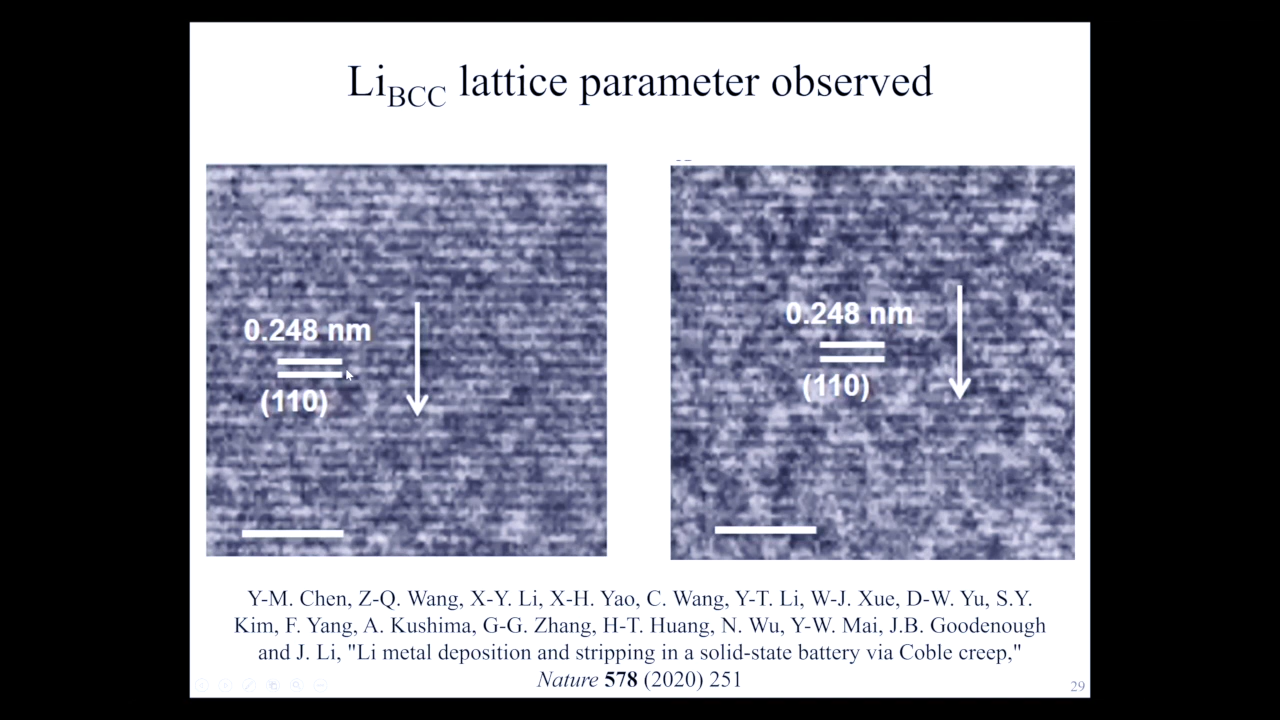 Li BCC lattice parameter observed
0.248 nm
(110)
0.248 nm
(110)
Y-M. Chen, Z-Q. Wang, X-Y. Li, X-H. Yao, C. Wang, Y-T. Li, W-J. Xue, D-W. Yu, S.Y.
Kim, F. Yang, A. Kushima, G-G. Zhang, H-T. Huang, N. Wu, Y-W. Mai, J.B. Goodenough
and J. Li, "Li metal deposition and stripping in a solid-state battery via Coble creep,"
Nature 578 (2020) 251
29